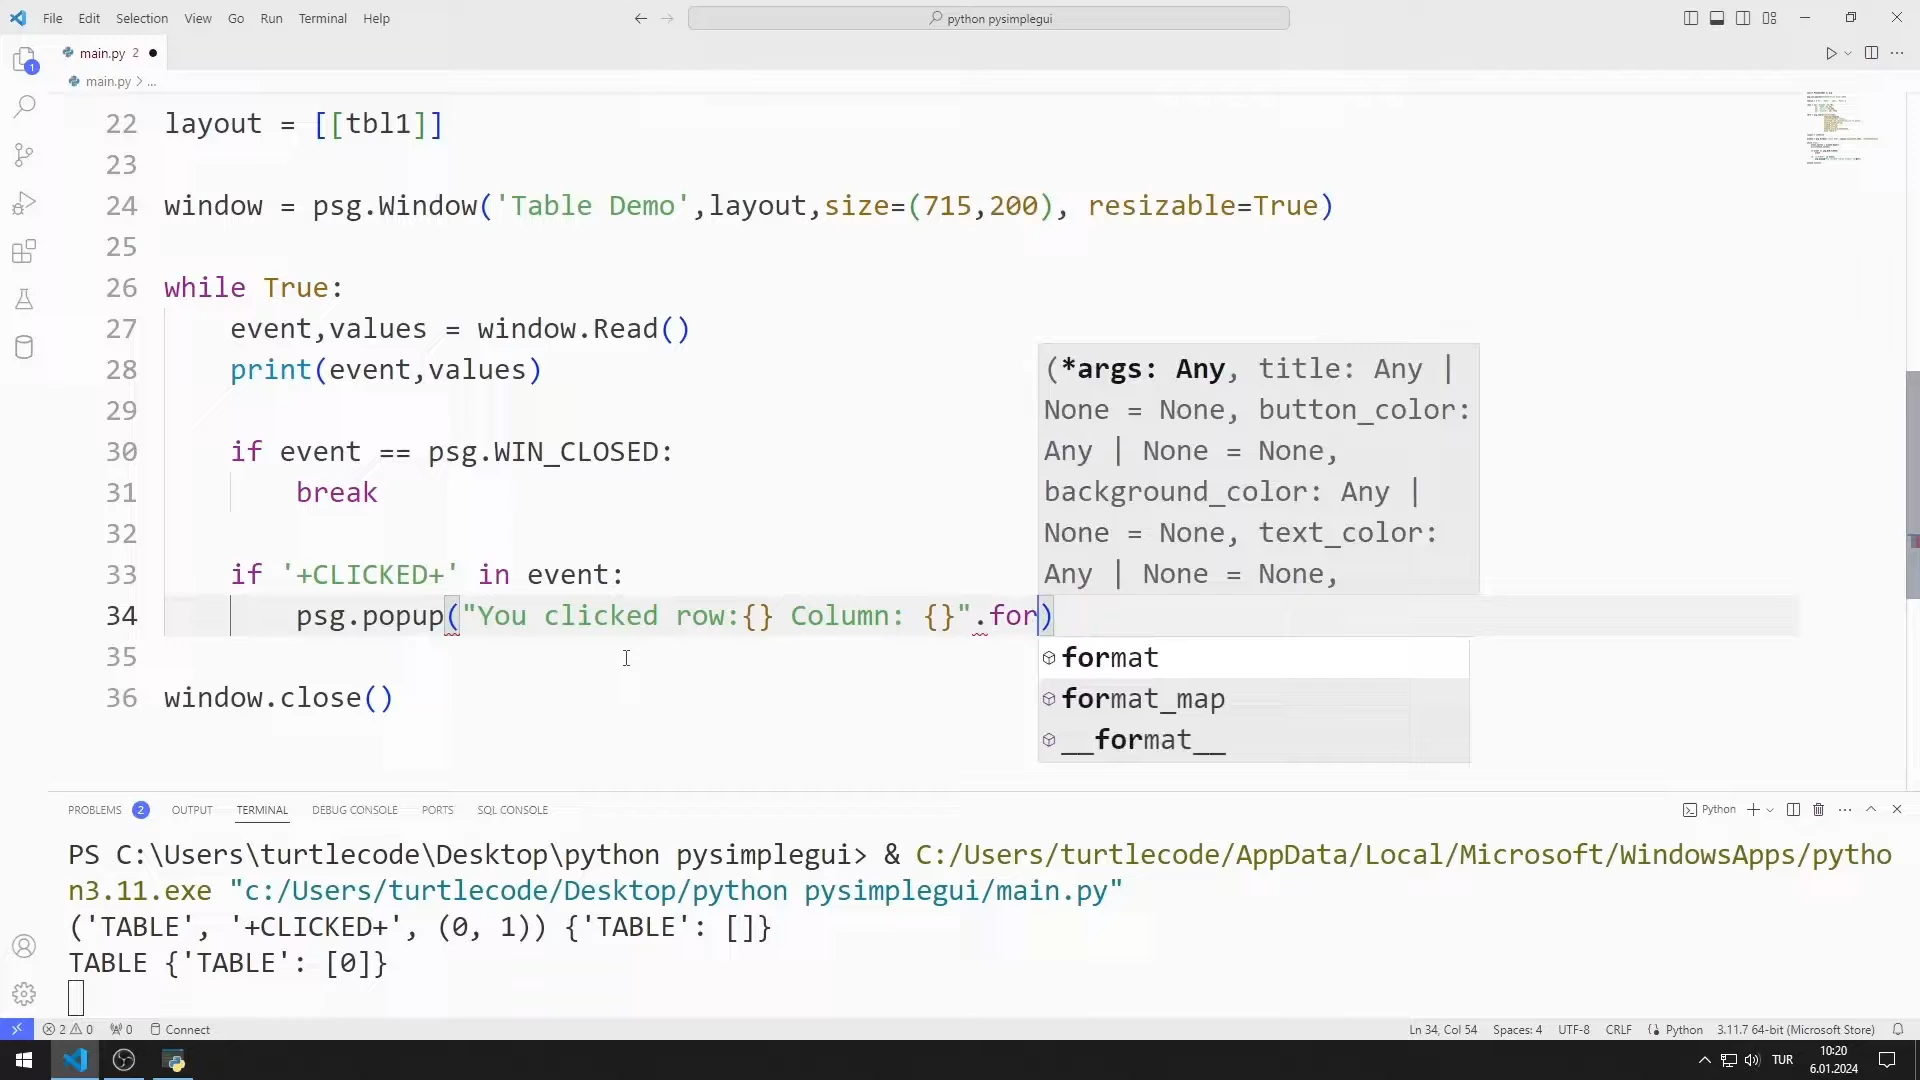 File Edit Selection View Go Run Terminal Help
python pysimplegui
main.py 2
main.py > ...
22 layout = [[tbl1]]
23
24 window = psg.Window('Table Demo',layout,size=(715,200), resizable=True)
25
26 while True:
27 event,values = window.Read()
28 print(event,values)
29
30 if event == psg.WIN_CLOSED:
31 break
32
33 if '+CLICKED+' in event:
34 psg.popup("You clicked row:{} Column: {}".for)
35
36 window.close()
(*args: Any, title: Any |
None = None, button_color:
Any | None = None,
background_color: Any |
None = None, text_color:
Any | None = None,
format
format_map
__format__
PROBLEMS 2 OUTPUT TERMINAL DEBUG CONSOLE PORTS SQL CONSOLE
Python
PS C:\Users\turtlecode\Desktop\python pysimplegui> & C:/Users/turtlecode/AppData/Local/Microsoft/WindowsApps/pytho
n3.11.exe "c:/Users/turtlecode/Desktop/python pysimplegui/main.py"
('TABLE', '+CLICKED+', (0, 1)) {'TABLE': []}
TABLE {'TABLE': [0]}
2 0 0 Connect
Ln 34, Col 54 Spaces: 4 UTF-8 CRLF Python 3.11.7 64-bit (Microsoft Store)
TUR
10:20
6.01.2024
1